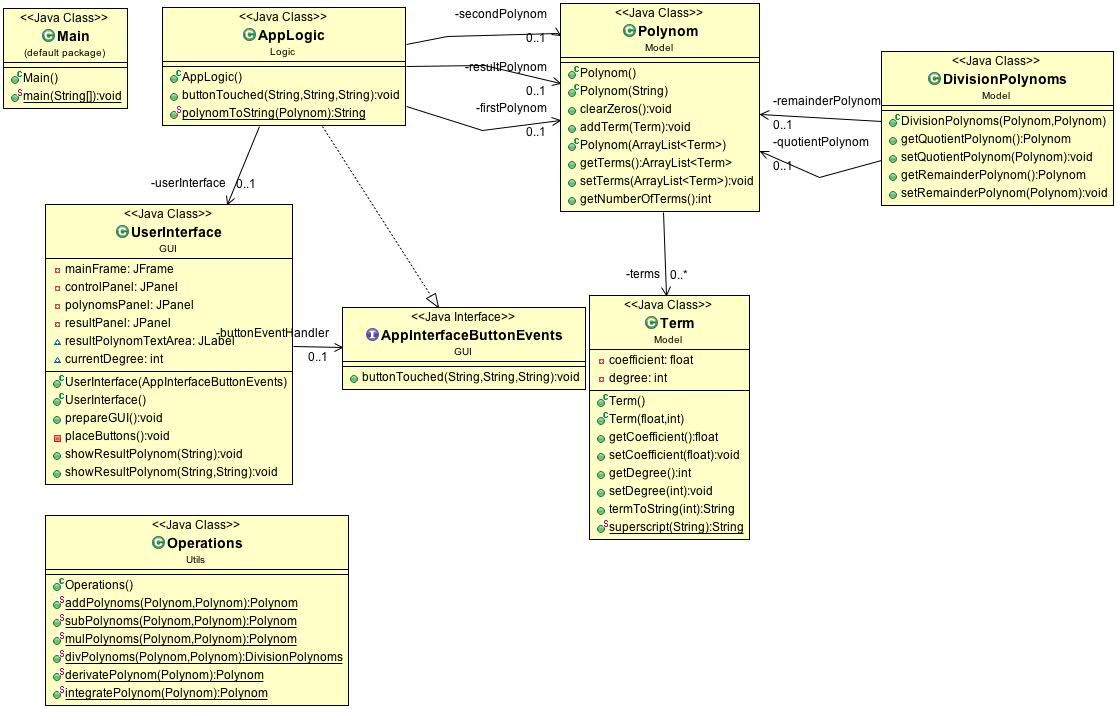 <<Java Class>>
Main
(default package)
Main()
main(String[]):void
<<Java Class>>
AppLogic
Logic
AppLogic()
buttonTouched(String,String,String):void
polynomToString(Polynom):String
-secondPolynom
0..1
-resultPolynom
0..1
-firstPolynom
0..1
<<Java Class>>
Polynom
Model
Polynom()
Polynom(String)
clearZeros():void
addTerm(Term):void
Polynom(ArrayList<Term>)
getTerms():ArrayList<Term>
setTerms(ArrayList<Term>):void
getNumberOfTerms():int
-remainderPolynom
0..1
-quotientPolynom
0..1
<<Java Class>>
DivisionPolynoms
Model
DivisionPolynoms(Polynom,Polynom)
getQuotientPolynom():Polynom
setQuotientPolynom(Polynom):void
getRemainderPolynom():Polynom
setRemainderPolynom(Polynom):void
-userInterface
0..1
<<Java Class>>
UserInterface
GUI
mainFrame: JFrame
controlPanel: JPanel
polynomsPanel: JPanel
resultPanel: JPanel
resultPolynomTextArea: JLabel
currentDegree: int
UserInterface(AppInterfaceButtonEvents)
UserInterface()
prepareGUI():void
placeButtons():void
showResultPolynom(String):void
showResultPolynom(String,String):void
-buttonEventHandler
0..1
<<Java Interface>>
AppInterfaceButtonEvents
GUI
buttonTouched(String,String,String):void
-terms
0..*
<<Java Class>>
Term
Model
coefficient: float
degree: int
Term()
Term(float,int)
getCoefficient():float
setCoefficient(float):void
getDegree():int
setDegree(int):void
termToString(int):String
superscript(String):String
<<Java Class>>
Operations
Utils
Operations()
addPolynoms(Polynom,Polynom):Polynom
subPolynoms(Polynom,Polynom):Polynom
mulPolynoms(Polynom,Polynom):Polynom
divPolynoms(Polynom,Polynom):DivisionPolynoms
derivatePolynom(Polynom):Polynom
integratePolynom(Polynom):Polynom